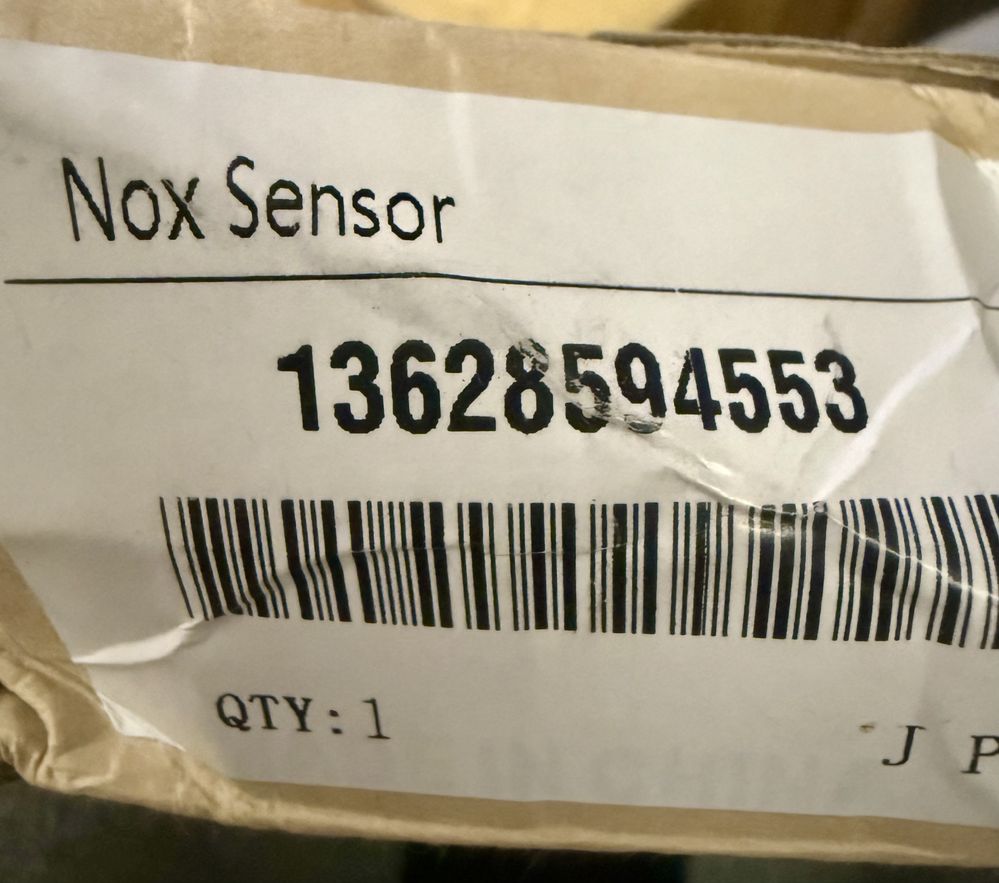 Nox Sensor
13628594553
QTY: 1
J P